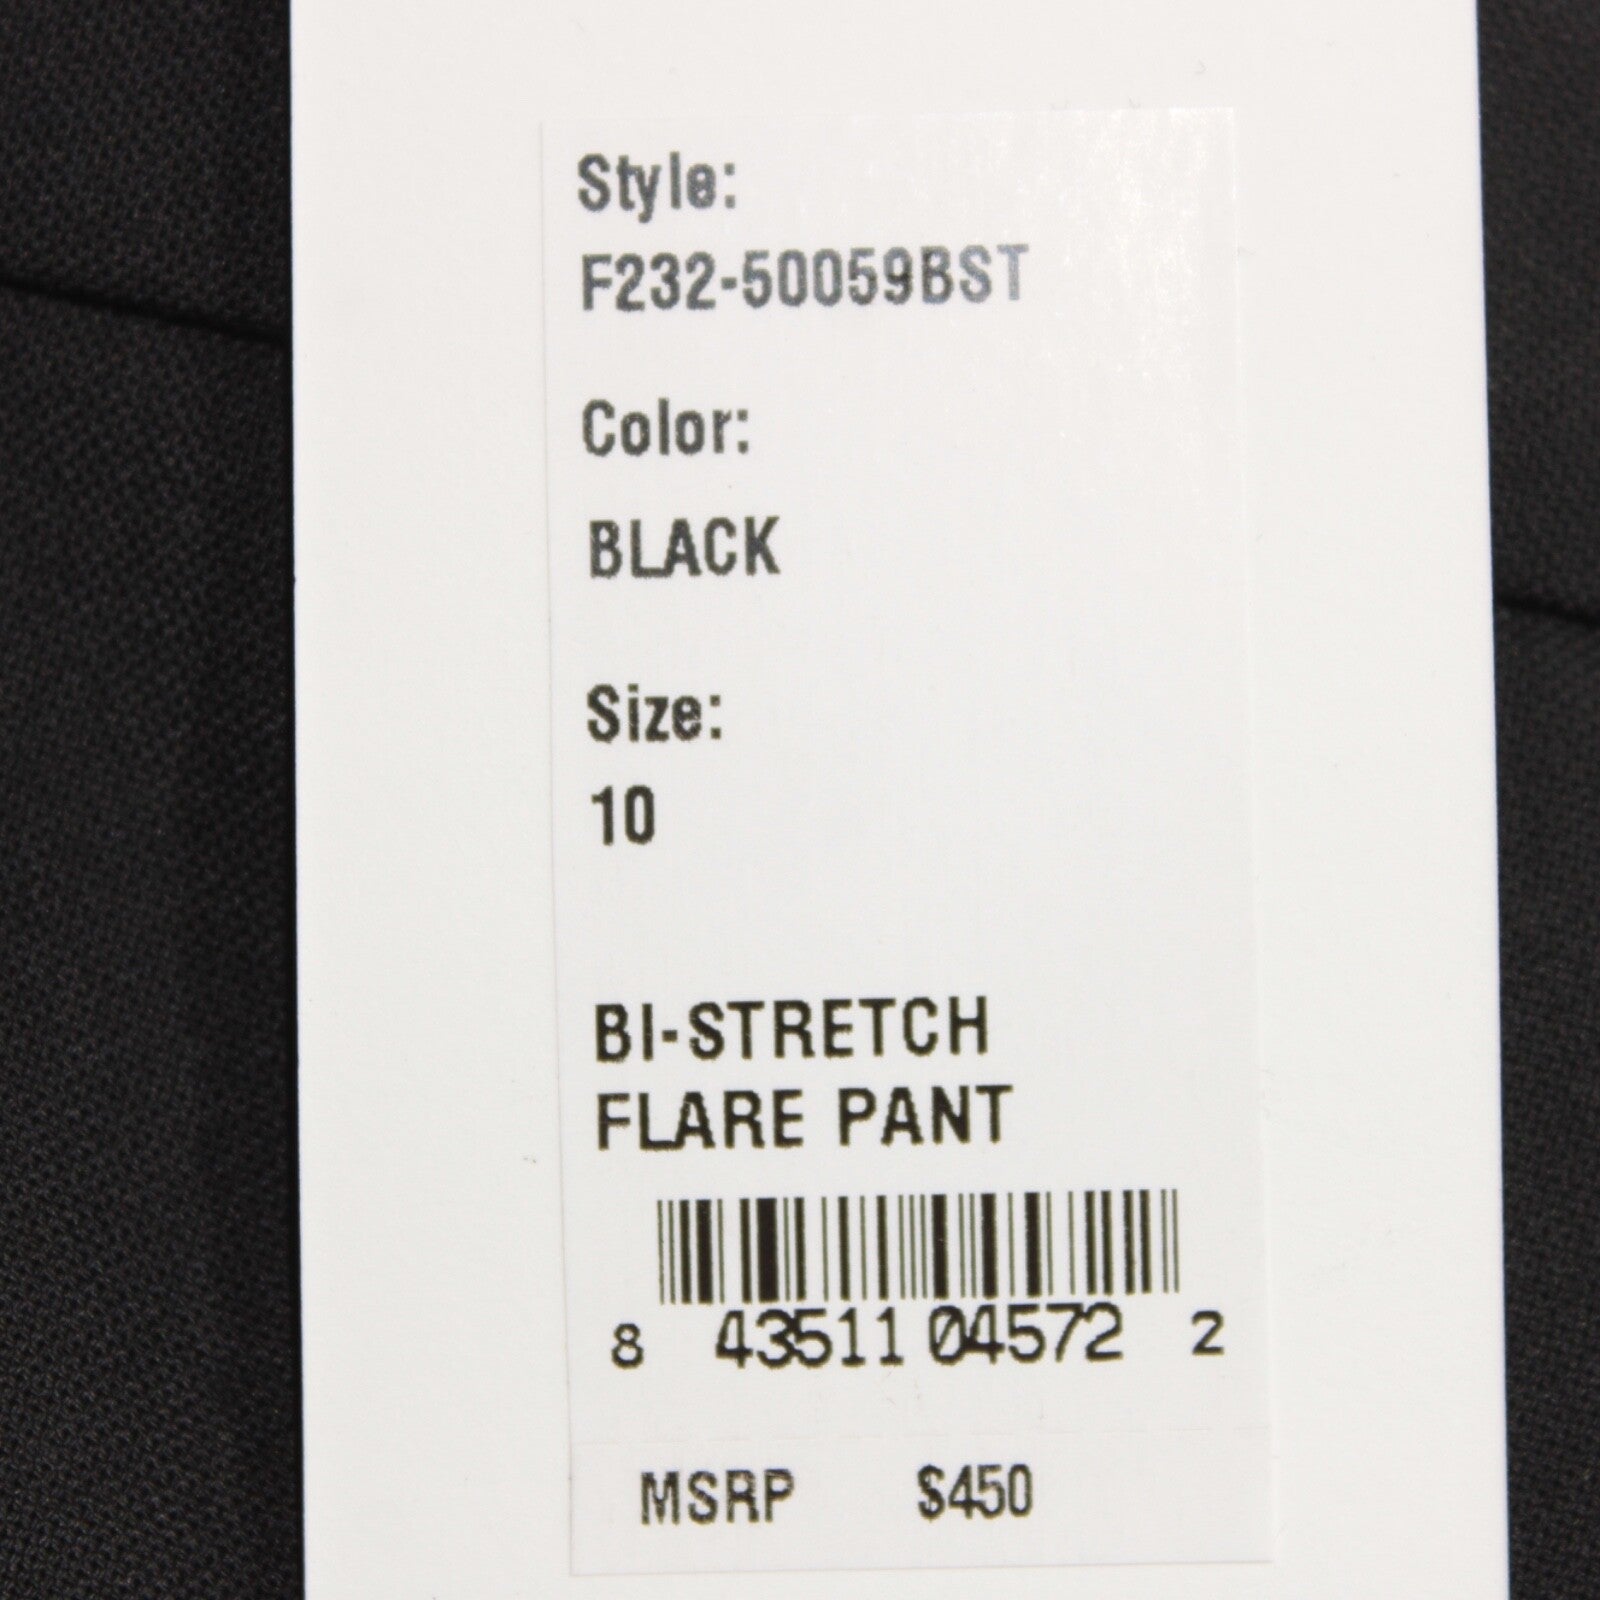 Style:
F232-50059BST
Color:
BLACK
Size:
10
BI-STRETCH
FLARE PANT
8 43511 04572 2
MSRP $450